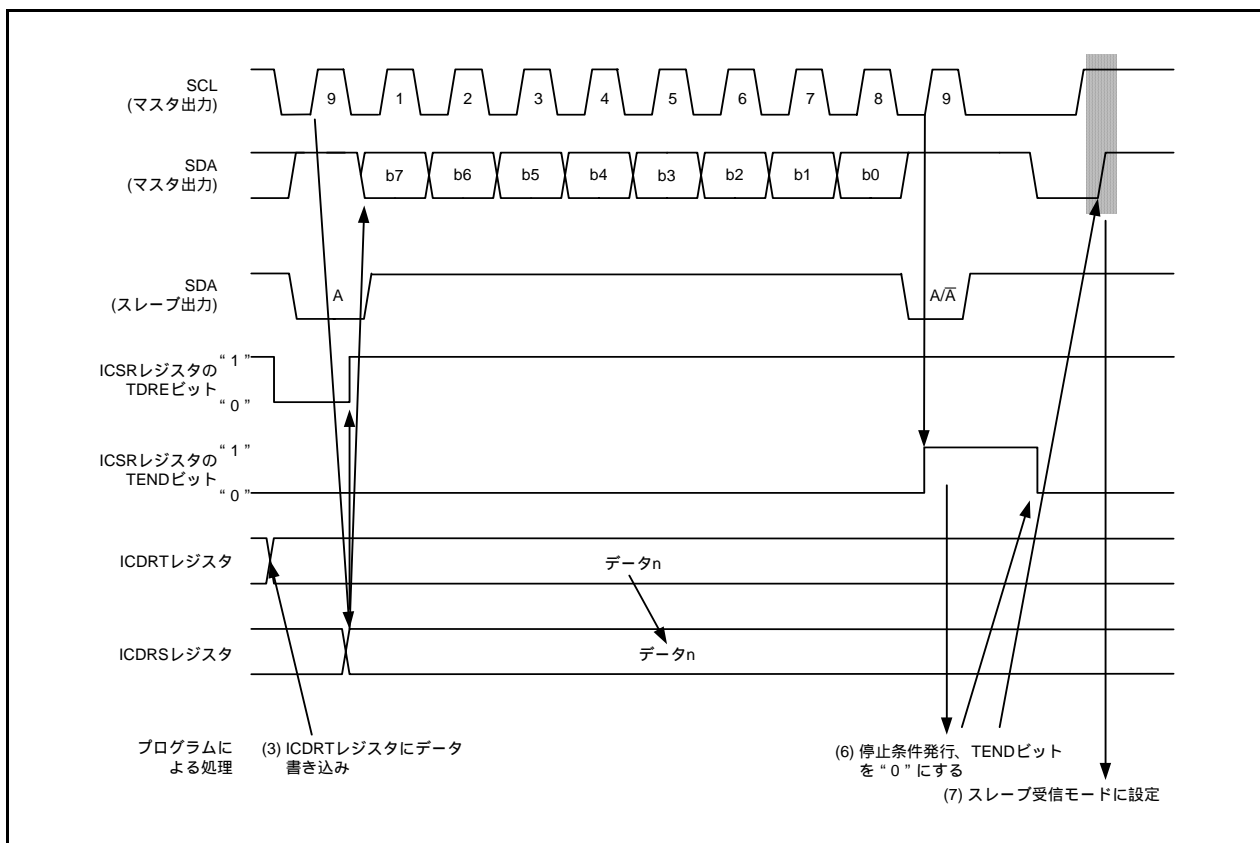 SCL
(マスタ出力)
9 1 2 3 4 5 6 7 8 9
SDA
(マスタ出力)
b7 b6 b5 b4 b3 b2 b1 b0
SDA
(スレーブ出力)
A A/A̅
ICSRレジスタの
TDREビット
“ 1 ”
“ 0 ”
ICSRレジスタの
TENDビット
“ 1 ”
“ 0 ”
ICDRTレジスタ
データn
ICDRSレジスタ
データn
プログラムに
よる処理
(3) ICDRTレジスタにデータ
書き込み
(6) 停止条件発行、TENDビット
を “ 0 ” にする
(7) スレーブ受信モードに設定